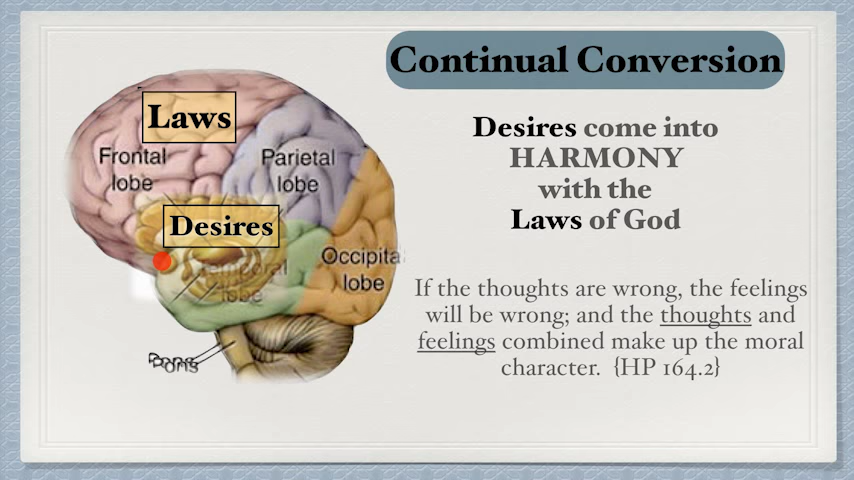 Continual Conversion
Laws
Frontal
lobe
Parietal
lobe
Desires
Temporal
lobe
Occipita
lobe
Pons
Desires come into
HARMONY
with the
Laws of God
If the thoughts are wrong, the feelings
will be wrong; and the thoughts and
feelings combined make up the moral
character. {HP 164.2}